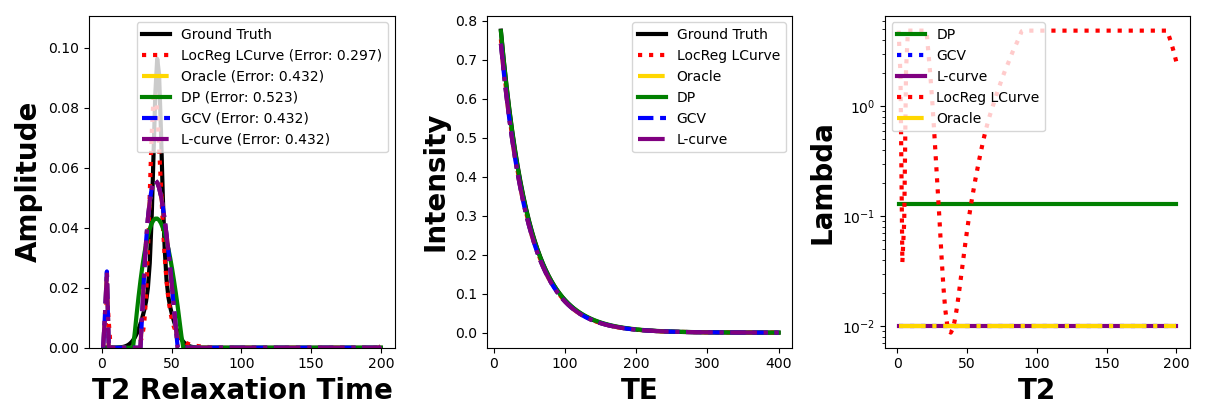 Amplitude
0.10
0.08
0.06
0.04
0.02
0.00
Ground Truth
LocReg LCurve (Error: 0.297)
Oracle (Error: 0.432)
DP (Error: 0.523)
GCV (Error: 0.432)
L-curve (Error: 0.432)
0
50
100
150
200
T2 Relaxation Time
Intensity
0.8
0.7
0.6
0.5
0.4
0.3
0.2
0.1
0.0
Ground Truth
LocReg LCurve
Oracle
DP
GCV
L-curve
0
100
200
300
400
TE
Lambda
10⁰
10⁻¹
10⁻²
DP
GCV
L-curve
LocReg LCurve
Oracle
0
50
100
150
200
T2